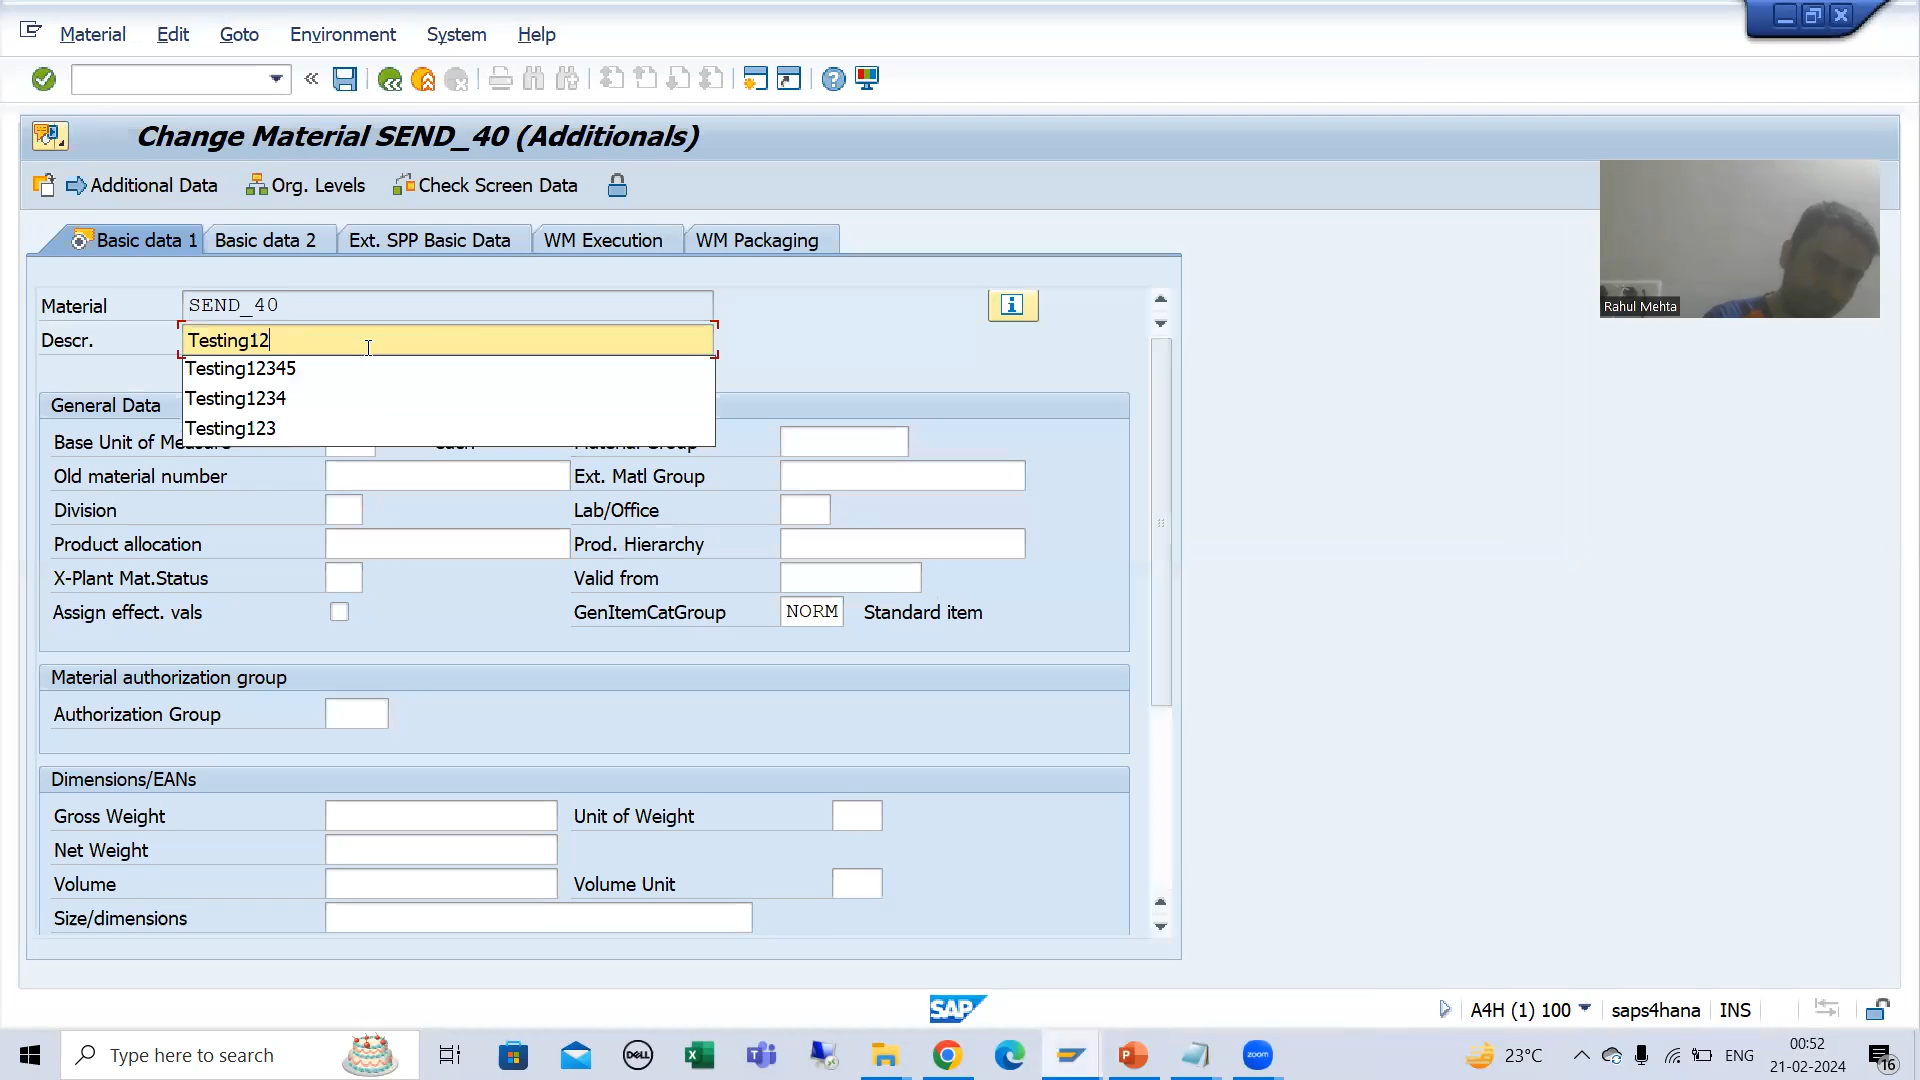 Material Edit Goto Environment System Help
Change Material SEND_40 (Additionals)
Additional Data Org. Levels Check Screen Data
Basic data 1 Basic data 2 Ext. SPP Basic Data WM Execution WM Packaging
Material SEND_40
Descr. Testing12
Testing12345
Testing1234
Testing123
General Data
Base Unit of
Old material number Ext. Matl Group
Division Lab/Office
Product allocation Prod. Hierarchy
X-Plant Mat.Status Valid from
Assign effect. vals GenItemCatGroup NORM Standard item
Material authorization group
Authorization Group
Dimensions/EANs
Gross Weight Unit of Weight
Net Weight
Volume Volume Unit
Size/dimensions
Rahul Mehta
SAP
A4H (1) 100 saps4hana INS
Type here to search
DELL
zoom
23°C
ENG
00:52
21-02-2024
16